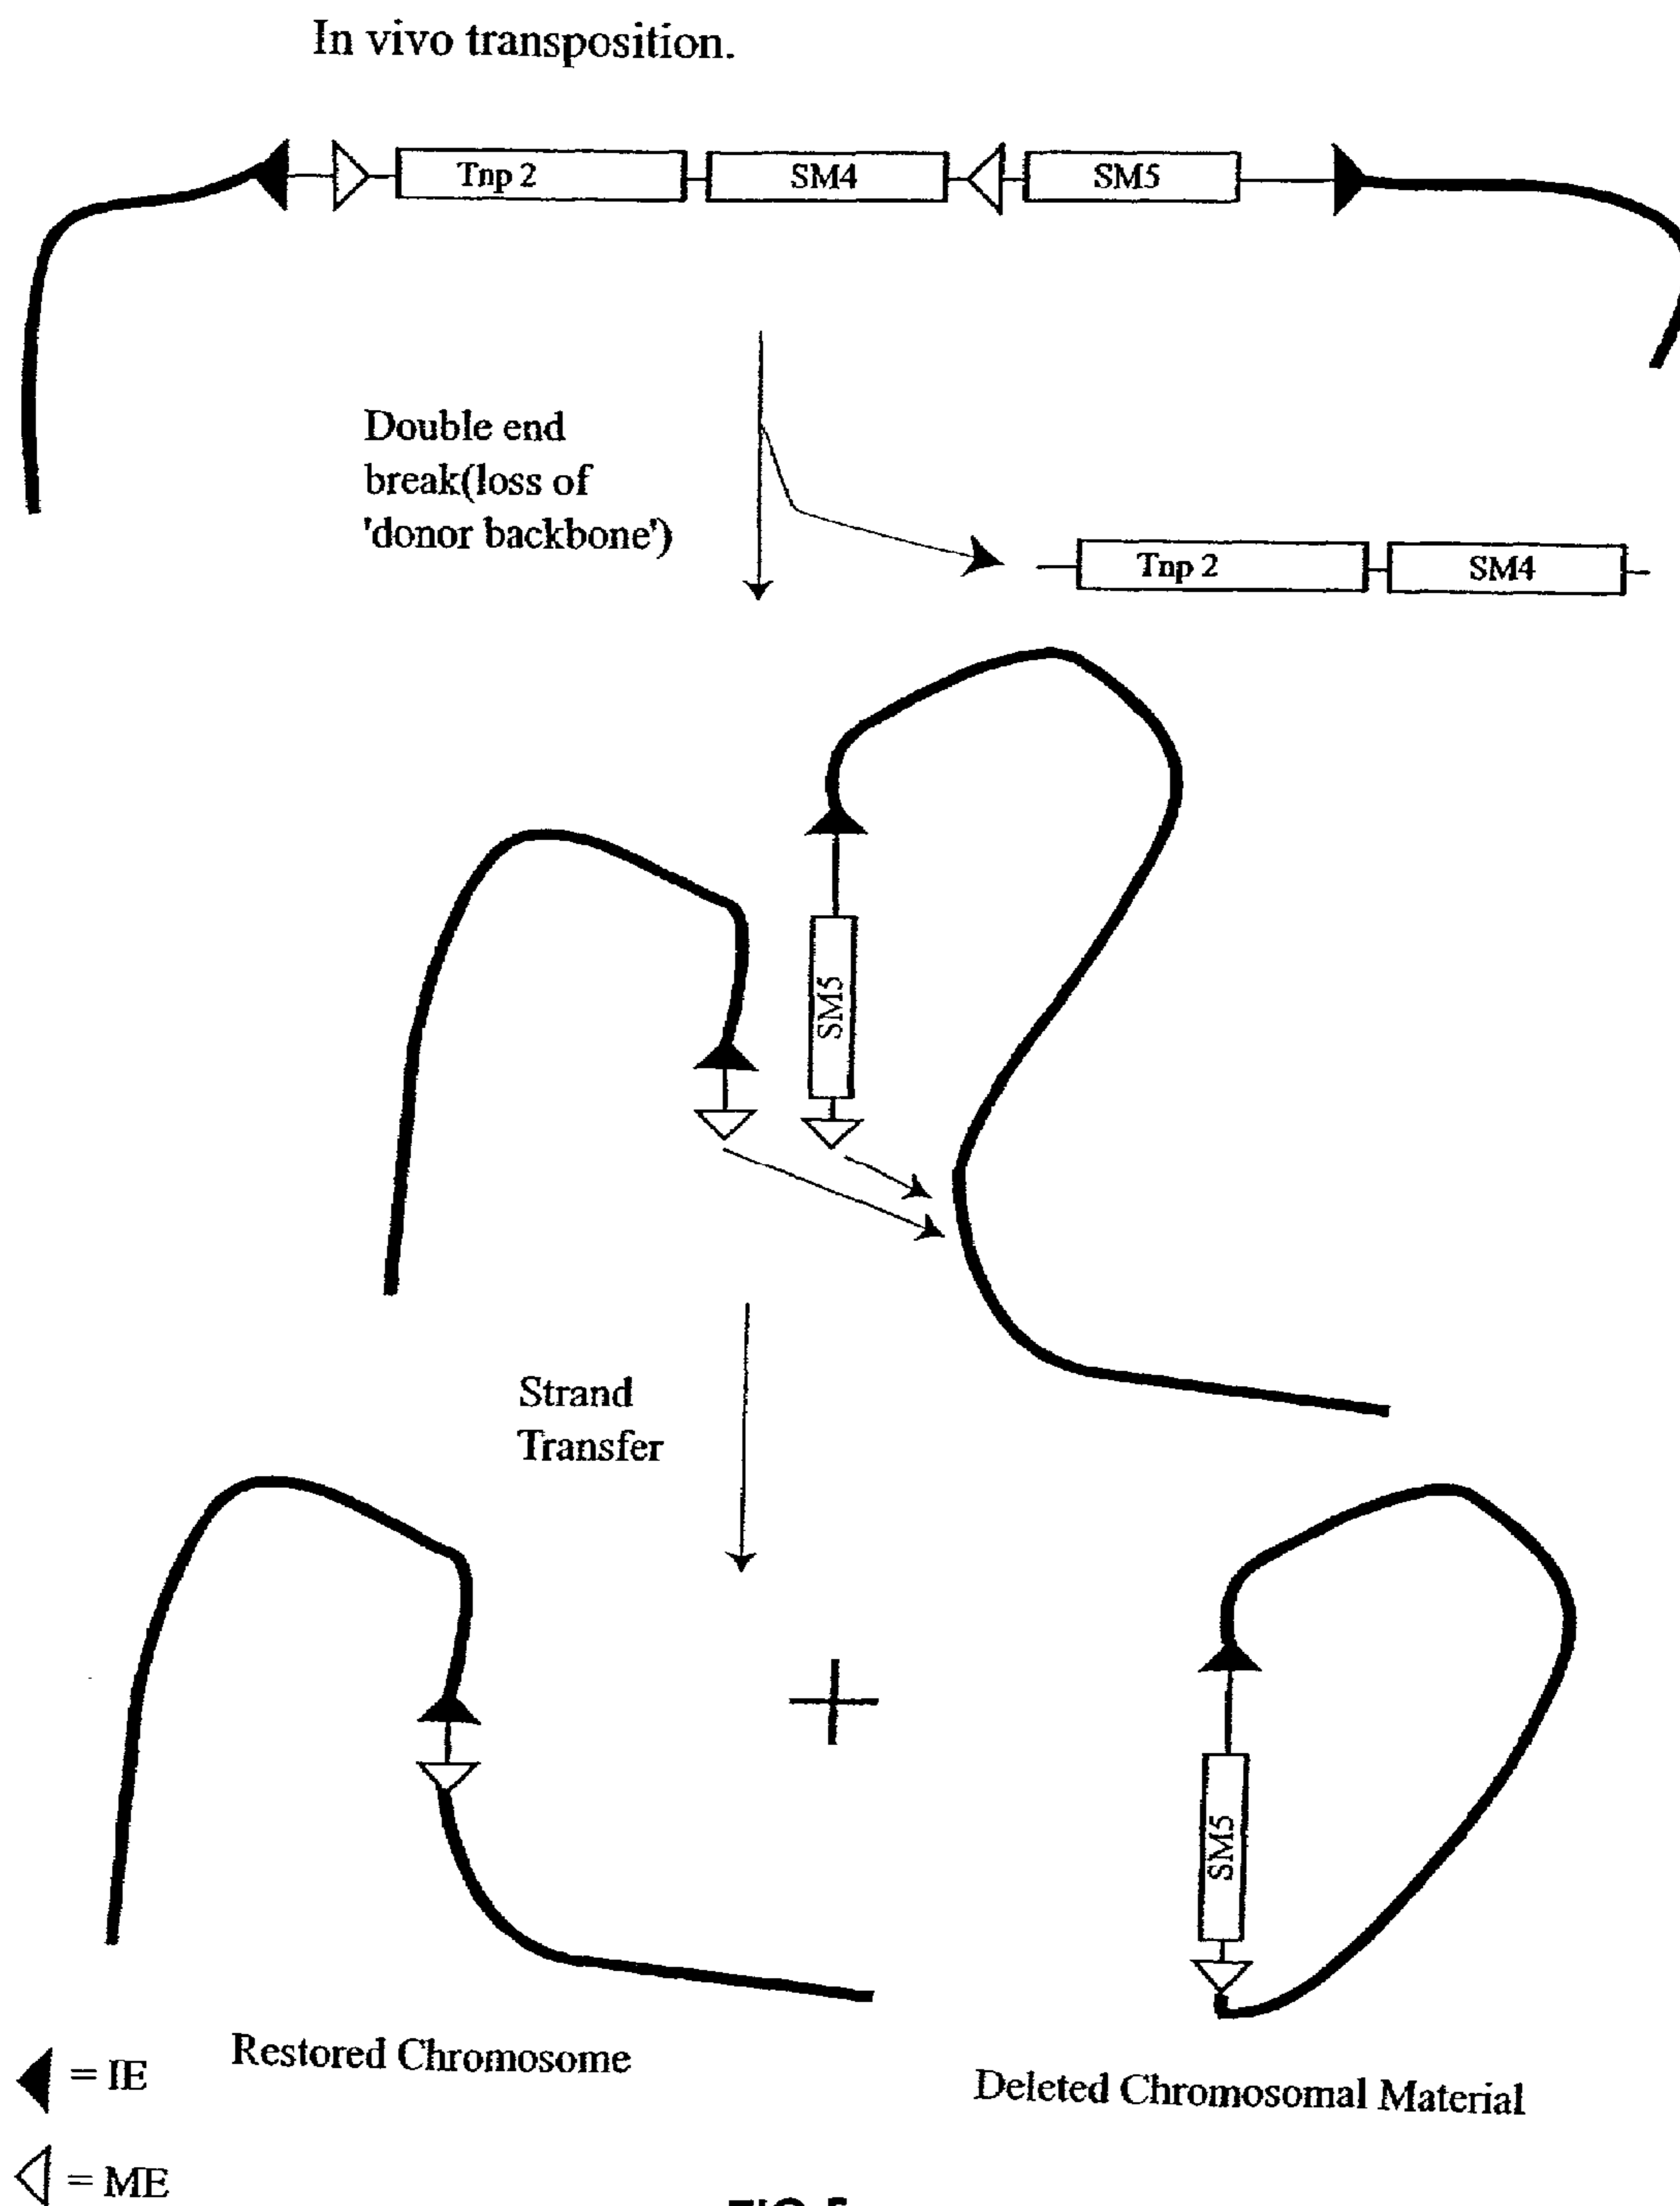 In vivo transposition.
Tnp 2 SM4 SM5
Double end
break(loss of
'donor backbone')
Tnp 2 SM4
SM5
Strand
Transfer
SM5
= IE
Restored Chromosome
Deleted Chromosomal Material
= ME